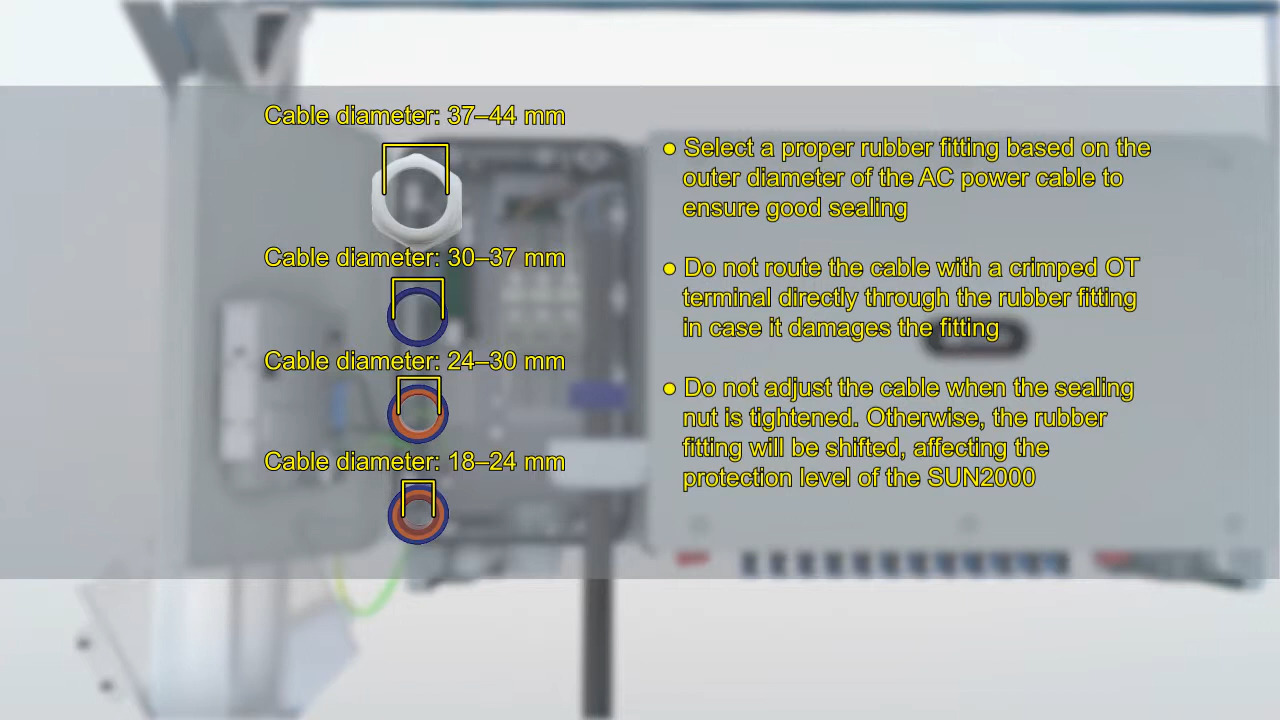 Cable diameter: 37–44 mm
Cable diameter: 30–37 mm
Cable diameter: 24–30 mm
Cable diameter: 18–24 mm
● Select a proper rubber fitting based on the
outer diameter of the AC power cable to
ensure good sealing
● Do not route the cable with a crimped OT
terminal directly through the rubber fitting
in case it damages the fitting
● Do not adjust the cable when the sealing
nut is tightened. Otherwise, the rubber
fitting will be shifted, affecting the
protection level of the SUN2000